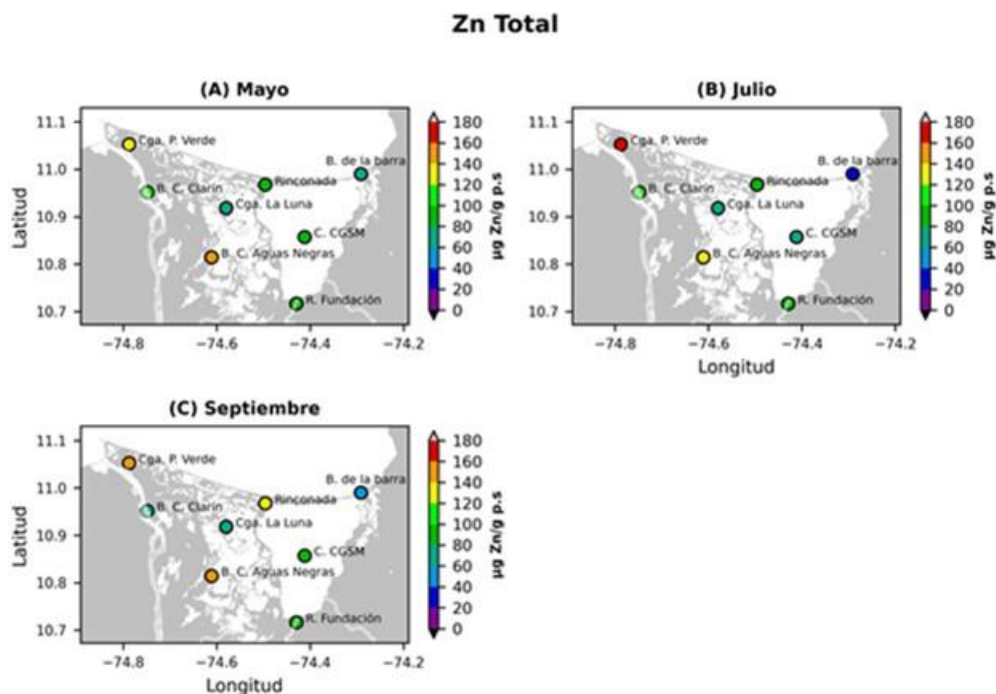 Zn Total
(A) Mayo
11.1
11.0
10.9
10.8
10.7
Latitud
Cga. P. Verde
B. C. Clarin
B. de la barra
Rinconada
Cga. La Luna
C. CGSM
B. C. Aguas Negras
R. Fundación
−74.8 −74.6 −74.4 −74.2
180
160
140
120
100
80
60
40
20
0
µg Zn/g p.s
(B) Julio
11.1
11.0
10.9
10.8
10.7
Cga. P. Verde
B. de la barra
B. C. Clarin
Rinconada
Cga. La Luna
C. CGSM
B. C. Aguas Negras
R. Fundación
−74.8 −74.6 −74.4 −74.2
Longitud
180
160
140
120
100
80
60
40
20
0
µg Zn/g p.s
(C) Septiembre
11.1
11.0
10.9
10.8
10.7
Latitud
Cga. P. Verde
B. de la barra
B. C. Clarin
Rinconada
Cga. La Luna
C. CGSM
B. C. Aguas Negras
R. Fundación
−74.8 −74.6 −74.4 −74.2
Longitud
180
160
140
120
100
80
60
40
20
0
µg Zn/g p.s